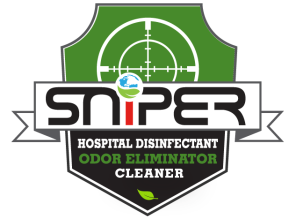 SNiPER
HOSPITAL DISINFECTANT
ODOR ELIMINATOR
CLEANER